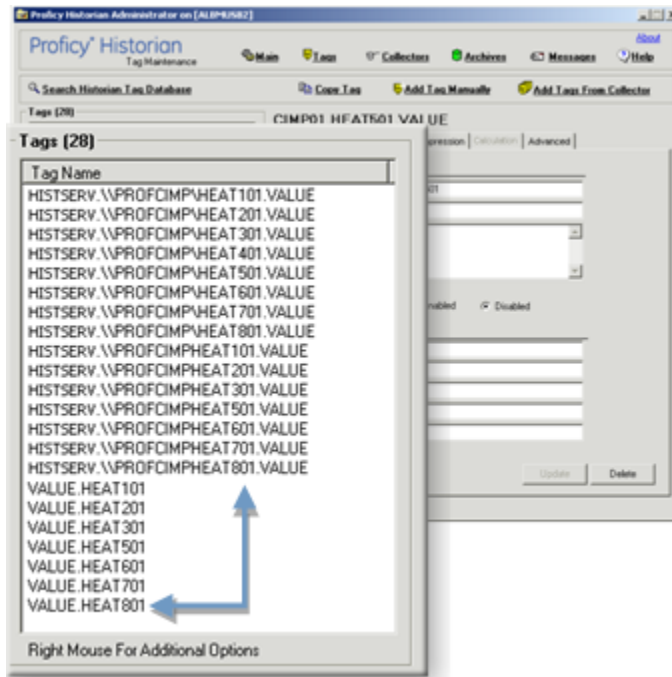 Proficy Historian Administrator on [ALBMUSB2]
Proficy* Historian
Tag Maintenance
About
Main
Tags
Collectors
Archives
Messages
Help
Search Historian Tag Database
Copy Tag
Add Tag Manually
Add Tags From Collector
Tags (28)
CIMP01 HEAT501 VALUE
Calculation
Advanced
Disabled
Update
Delete
Tags (28)
Tag Name
HISTSERV.\\PROFCIMP\HEAT101.VALUE
HISTSERV.\\PROFCIMP\HEAT201.VALUE
HISTSERV.\\PROFCIMP\HEAT301.VALUE
HISTSERV.\\PROFCIMP\HEAT401.VALUE
HISTSERV.\\PROFCIMP\HEAT501.VALUE
HISTSERV.\\PROFCIMP\HEAT601.VALUE
HISTSERV.\\PROFCIMP\HEAT701.VALUE
HISTSERV.\\PROFCIMP\HEAT801.VALUE
HISTSERV.\\PROFCIMPHEAT101.VALUE
HISTSERV.\\PROFCIMPHEAT201.VALUE
HISTSERV.\\PROFCIMPHEAT301.VALUE
HISTSERV.\\PROFCIMPHEAT501.VALUE
HISTSERV.\\PROFCIMPHEAT601.VALUE
HISTSERV.\\PROFCIMPHEAT701.VALUE
HISTSERV.\\PROFCIMPHEAT801.VALUE
VALUE.HEAT101
VALUE.HEAT201
VALUE.HEAT301
VALUE.HEAT501
VALUE.HEAT601
VALUE.HEAT701
VALUE.HEAT801
Right Mouse For Additional Options